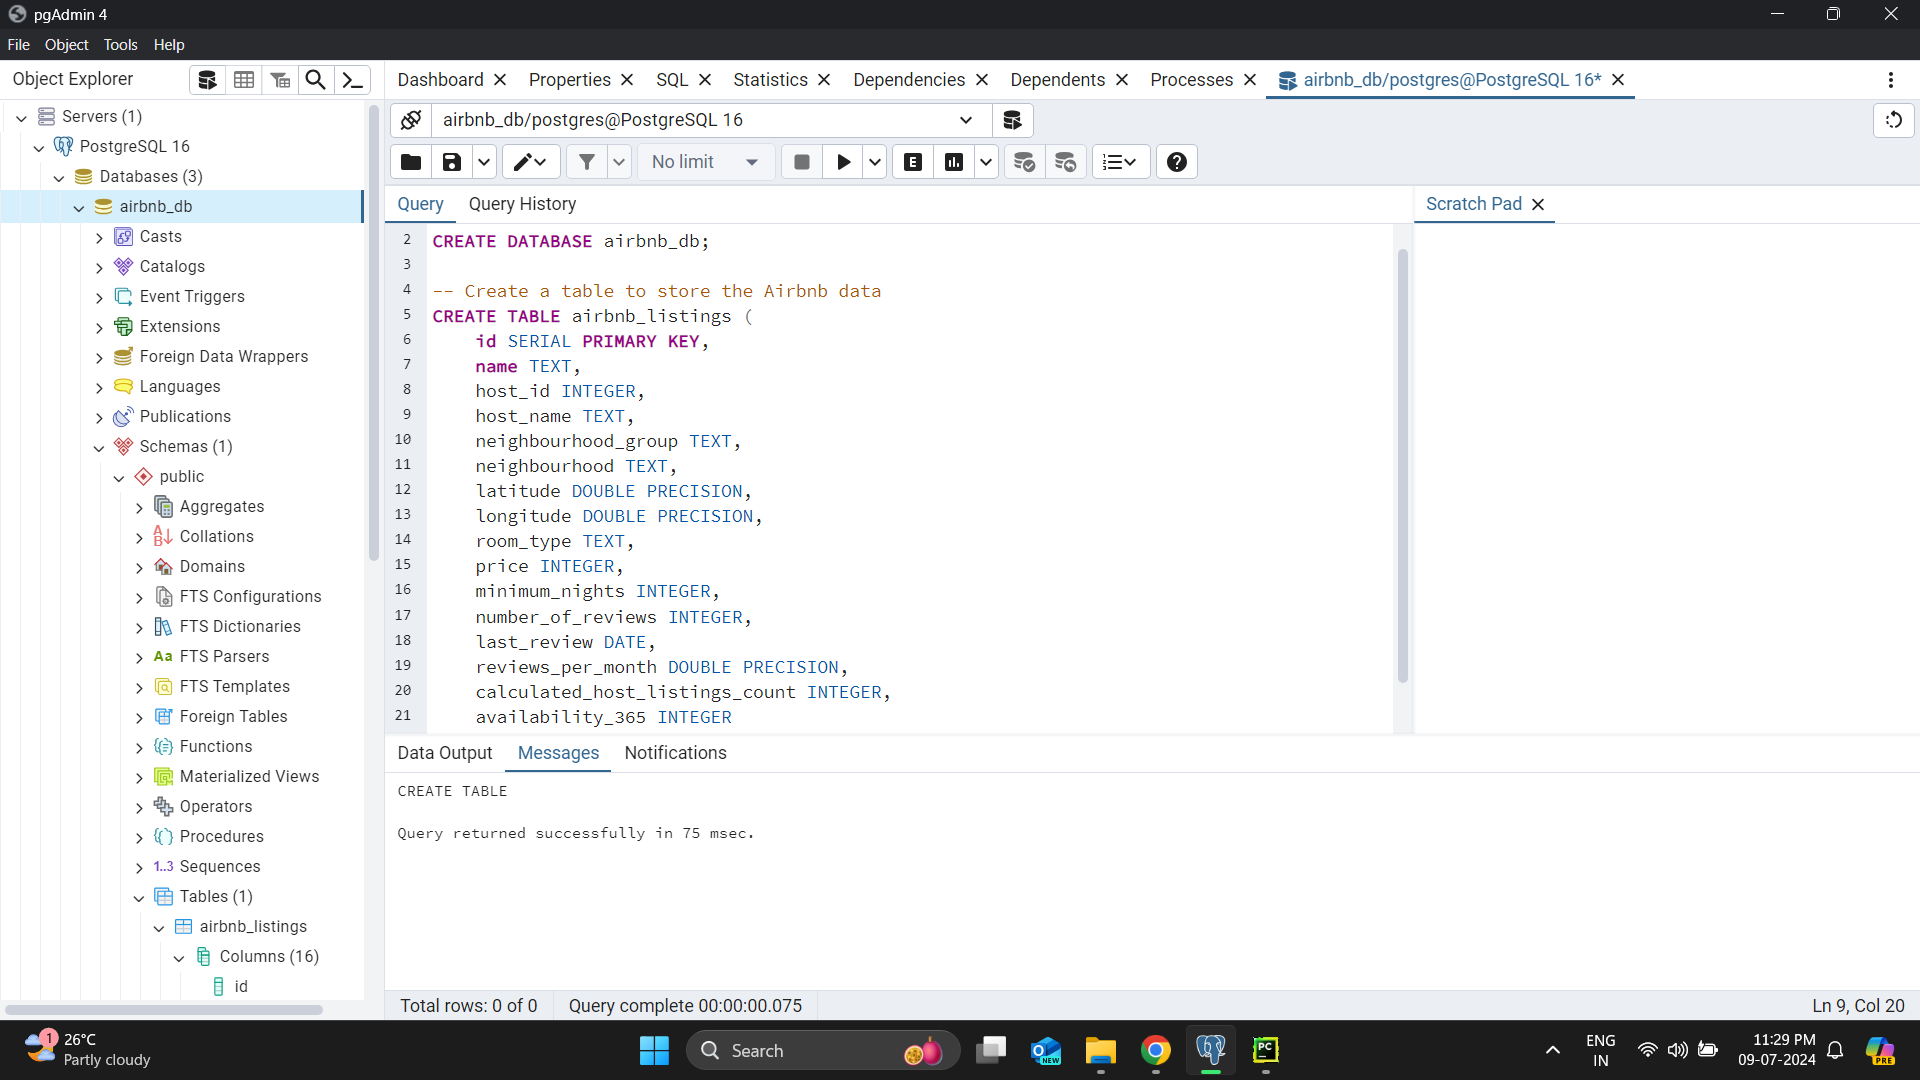 pgAdmin 4
File Object Tools Help
Object Explorer
Dashboard Properties SQL Statistics Dependencies Dependents Processes airbnb_db/postgres@PostgreSQL 16*
airbnb_db/postgres@PostgreSQL 16
No limit
E
Servers (1)
PostgreSQL 16
Databases (3)
airbnb_db
Casts
Catalogs
Event Triggers
Extensions
Foreign Data Wrappers
Languages
Publications
Schemas (1)
public
Aggregates
Collations
Domains
FTS Configurations
FTS Dictionaries
Aa FTS Parsers
FTS Templates
Foreign Tables
Functions
Materialized Views
Operators
Procedures
1..3 Sequences
Tables (1)
airbnb_listings
Columns (16)
id
Query Query History
Scratch Pad
2 CREATE DATABASE airbnb_db;
3
4 -- Create a table to store the Airbnb data
5 CREATE TABLE airbnb_listings (
6 id SERIAL PRIMARY KEY,
7 name TEXT,
8 host_id INTEGER,
9 host_name TEXT,
10 neighbourhood_group TEXT,
11 neighbourhood TEXT,
12 latitude DOUBLE PRECISION,
13 longitude DOUBLE PRECISION,
14 room_type TEXT,
15 price INTEGER,
16 minimum_nights INTEGER,
17 number_of_reviews INTEGER,
18 last_review DATE,
19 reviews_per_month DOUBLE PRECISION,
20 calculated_host_listings_count INTEGER,
21 availability_365 INTEGER
Data Output Messages Notifications
CREATE TABLE
Query returned successfully in 75 msec.
Total rows: 0 of 0 Query complete 00:00:00.075
Ln 9, Col 20
1
26°C
Partly cloudy
Search
NEW
PC
ENG
IN
11:29 PM
09-07-2024
PRE